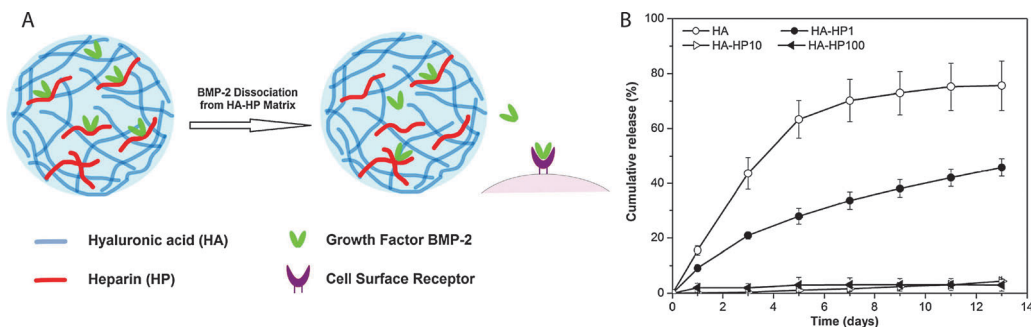 A
BMP-2 Dissociation
from HA-HP Matrix
Hyaluronic acid (HA)
Growth Factor BMP-2
Heparin (HP)
Cell Surface Receptor
B
HA
HA-HP1
HA-HP10
HA-HP100
Cumulative release (%)
100
80
60
40
20
0
0 2 4 6 8 10 12 14
Time (days)